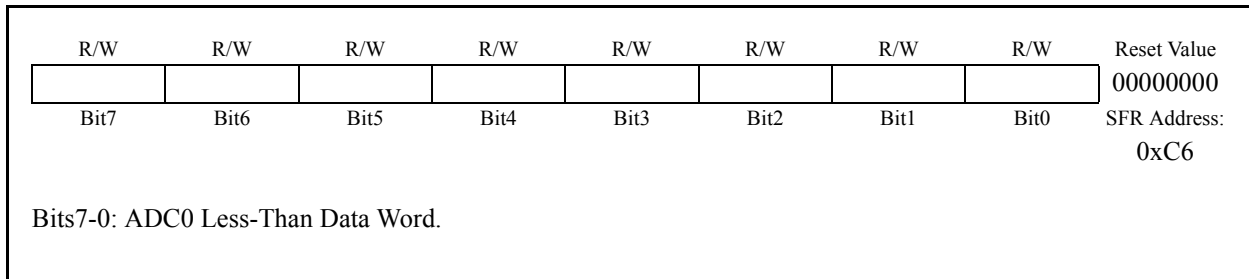 R/W R/W R/W R/W R/W R/W R/W R/W Reset Value
00000000
Bit7 Bit6 Bit5 Bit4 Bit3 Bit2 Bit1 Bit0 SFR Address:
0xC6
Bits7-0: ADC0 Less-Than Data Word.